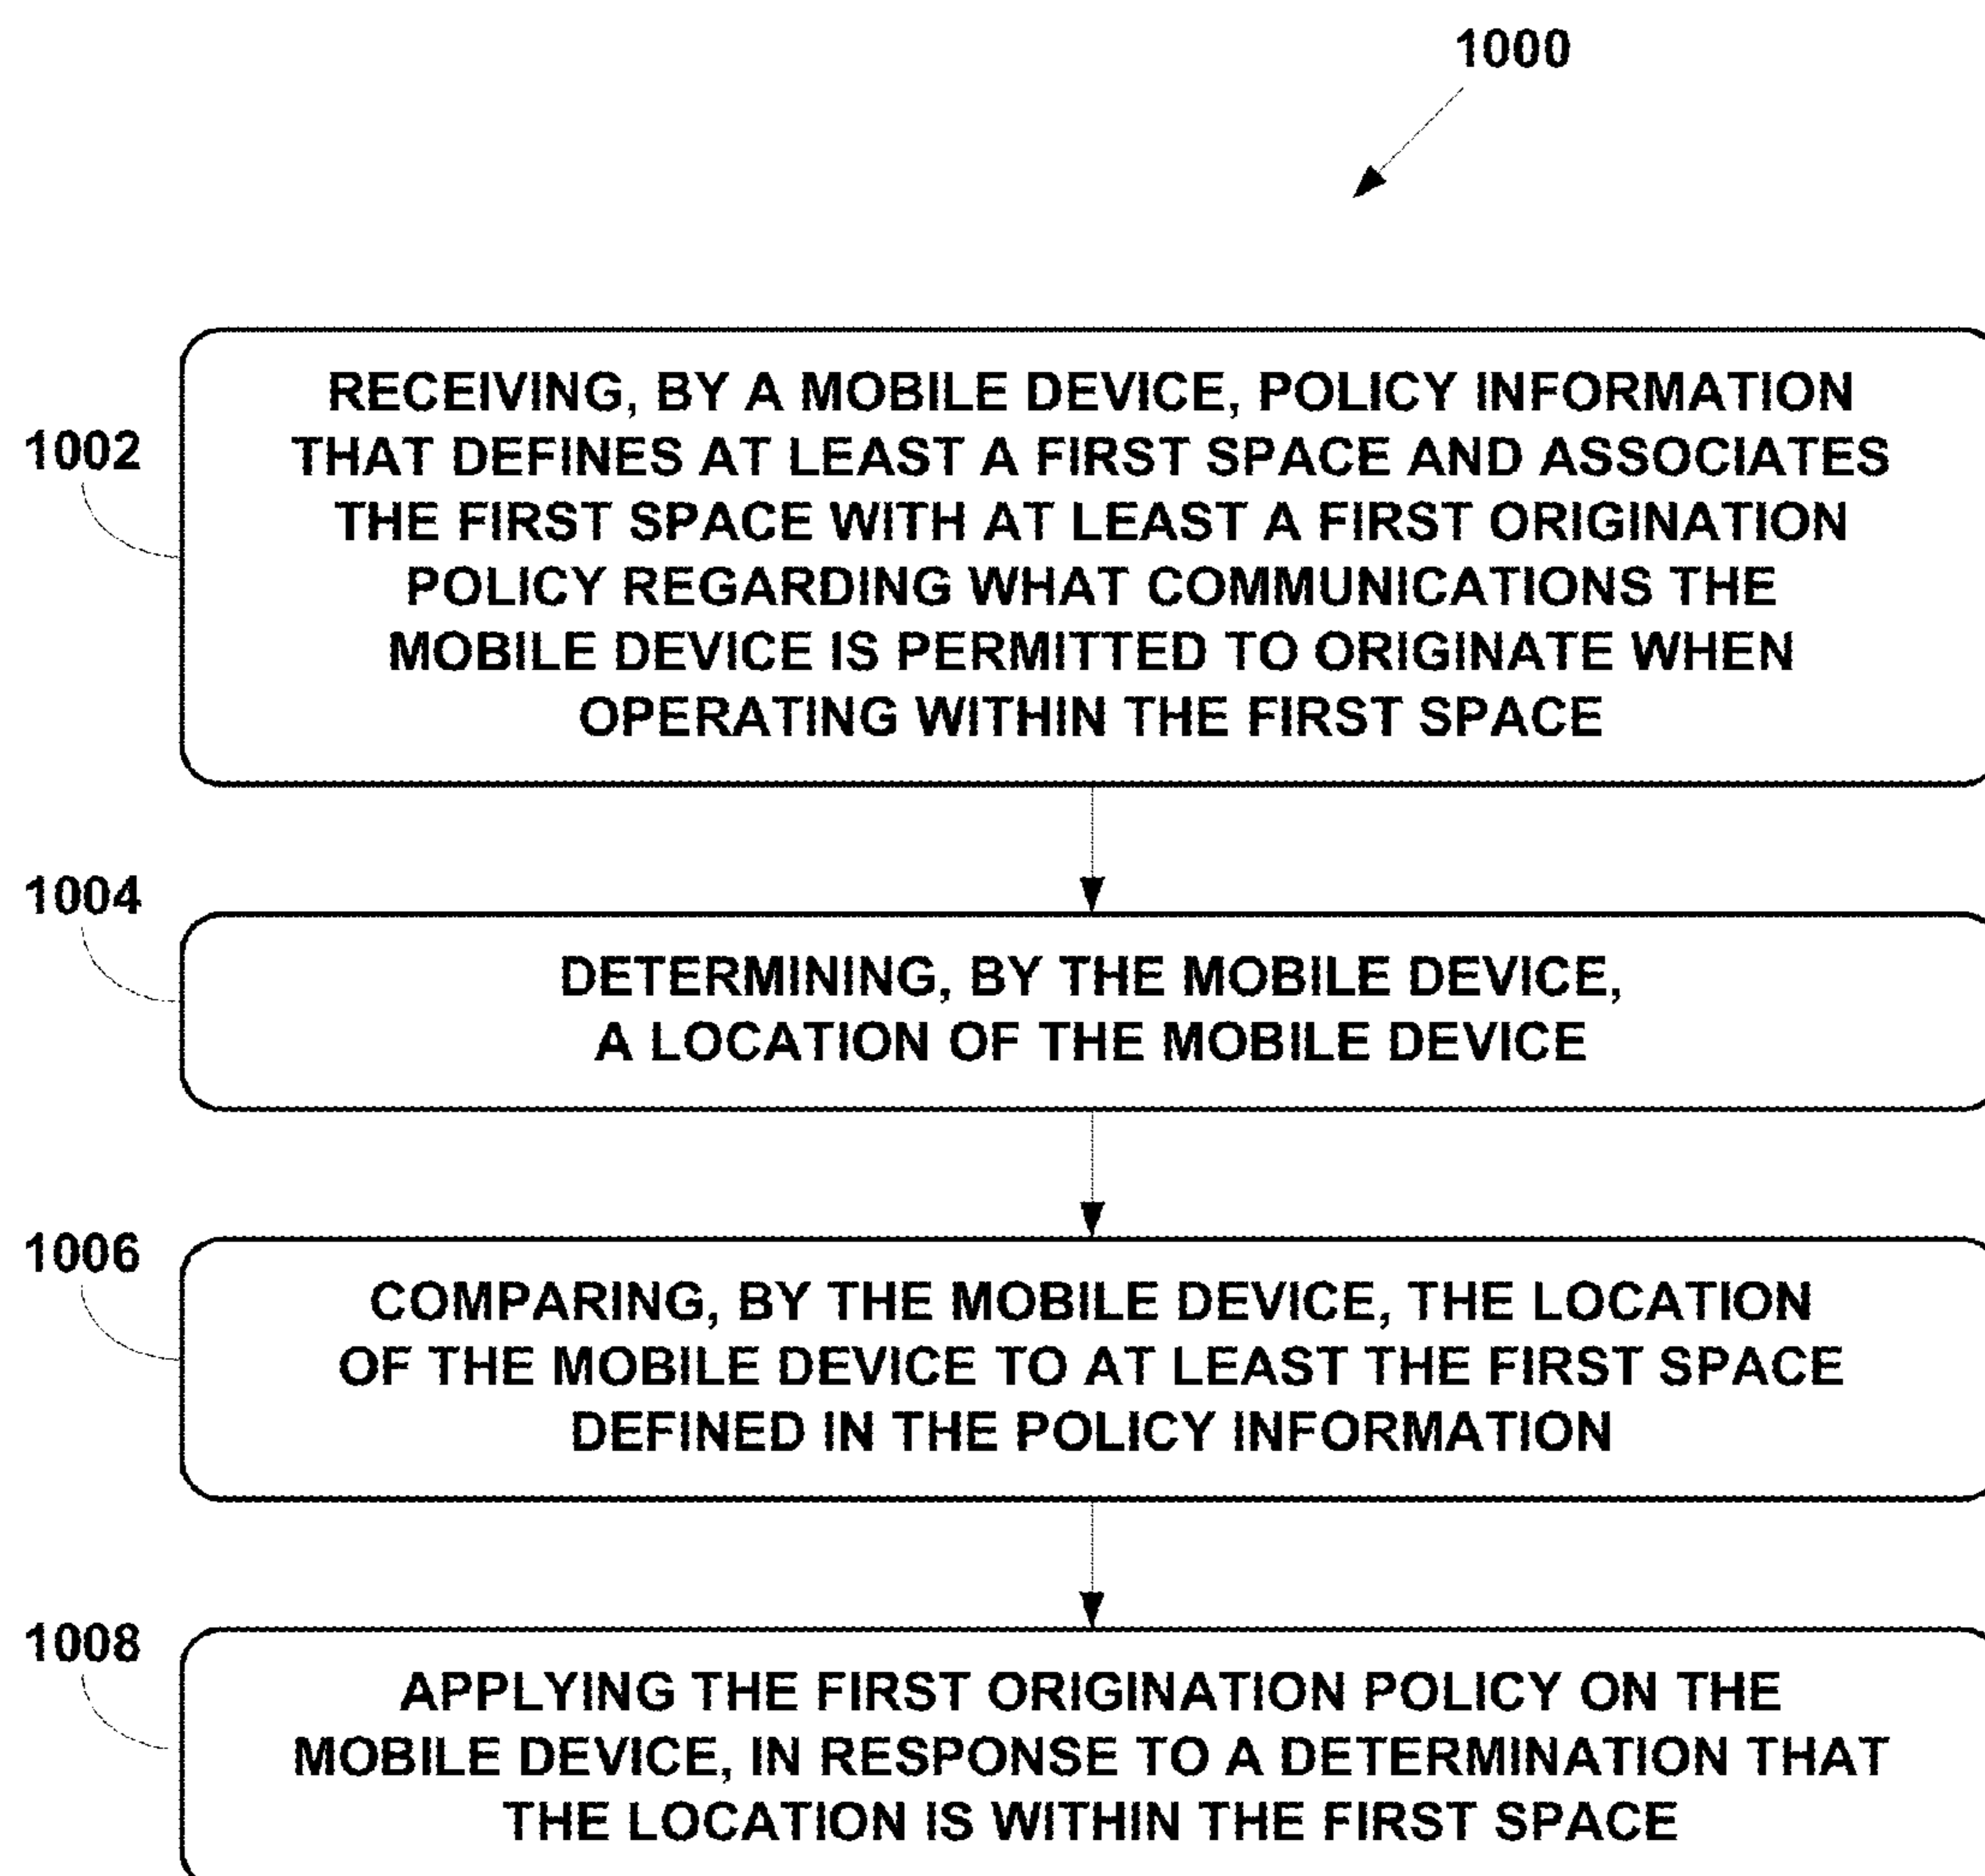 1000
1002
RECEIVING, BY A MOBILE DEVICE, POLICY INFORMATION
THAT DEFINES AT LEAST A FIRST SPACE AND ASSOCIATES
THE FIRST SPACE WITH AT LEAST A FIRST ORIGINATION
POLICY REGARDING WHAT COMMUNICATIONS THE
MOBILE DEVICE IS PERMITTED TO ORIGINATE WHEN
OPERATING WITHIN THE FIRST SPACE
1004
DETERMINING, BY THE MOBILE DEVICE,
A LOCATION OF THE MOBILE DEVICE
1006
COMPARING, BY THE MOBILE DEVICE, THE LOCATION
OF THE MOBILE DEVICE TO AT LEAST THE FIRST SPACE
DEFINED IN THE POLICY INFORMATION
1008
APPLYING THE FIRST ORIGINATION POLICY ON THE
MOBILE DEVICE, IN RESPONSE TO A DETERMINATION THAT
THE LOCATION IS WITHIN THE FIRST SPACE